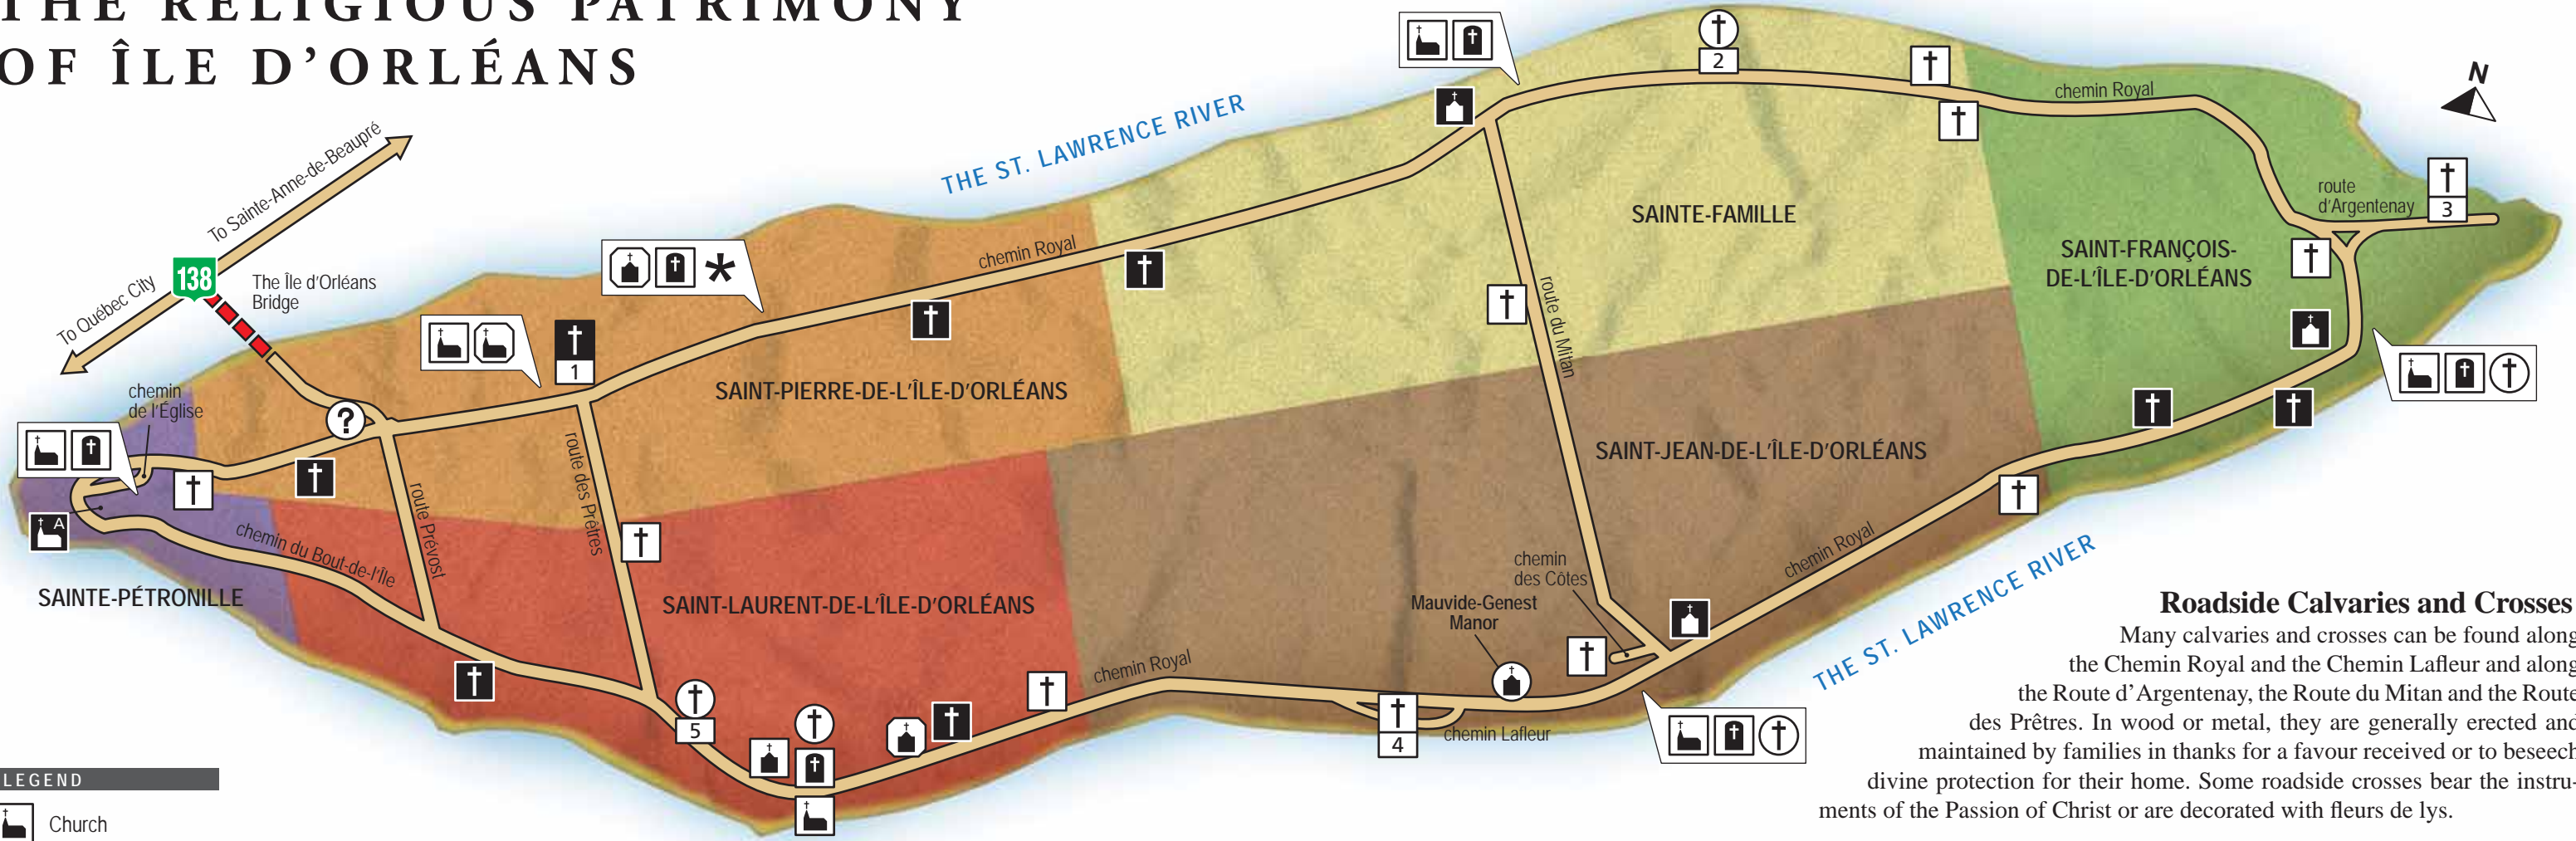 THE RELIGIOUS PATRIMONY
OF ÎLE D'ORLÉANS
N
To Sainte-Anne-de-Beaupré
138
To Québec City
The Île d'Orléans
Bridge
THE ST. LAWRENCE RIVER
2
chemin Royal
route
d'Argentenay
3
SAINTE-FAMILLE
SAINT-FRANÇOIS-
DE-L'ÎLE-D'ORLÉANS
chemin Royal
*
1
route du Mitan
SAINT-PIERRE-DE-L'ÎLE-D'ORLÉANS
chemin
de l'Église
?
route des Prêtres
route Prévost
A
chemin du Bout-de-l'Île
SAINTE-PÉTRONILLE
SAINT-LAURENT-DE-L'ÎLE-D'ORLÉANS
SAINT-JEAN-DE-L'ÎLE-D'ORLÉANS
chemin
des Côtes
Mauvide-Genest
Manor
chemin Royal
chemin Royal
5
4
chemin Lafleur
THE ST. LAWRENCE RIVER
Roadside Calvaries and Crosses
Many calvaries and crosses can be found along
the Chemin Royal and the Chemin Lafleur and along
the Route d'Argentenay, the Route du Mitan and the Route
des Prêtres. In wood or metal, they are generally erected and
maintained by families in thanks for a favour received or to beseech
divine protection for their home. Some roadside crosses bear the instru-
ments of the Passion of Christ or are decorated with fleurs de lys.
LEGEND
Church